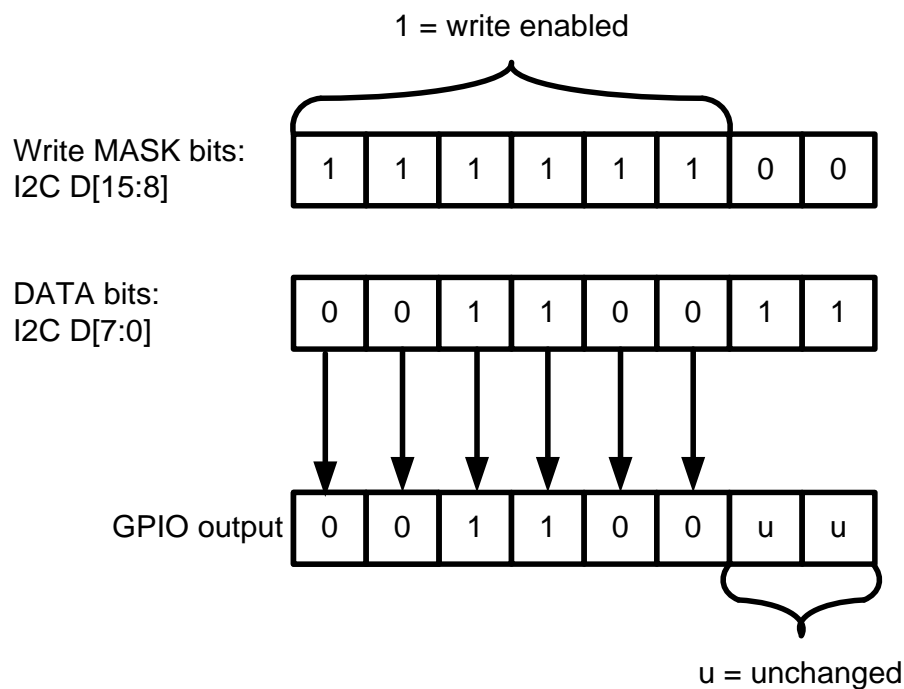 1 = write enabled
Write MASK bits:
I2C D[15:8]
1 1 1 1 1 1 0 0
DATA bits:
I2C D[7:0]
0 0 1 1 0 0 1 1
GPIO output 0 0 1 1 0 0 u u
u = unchanged